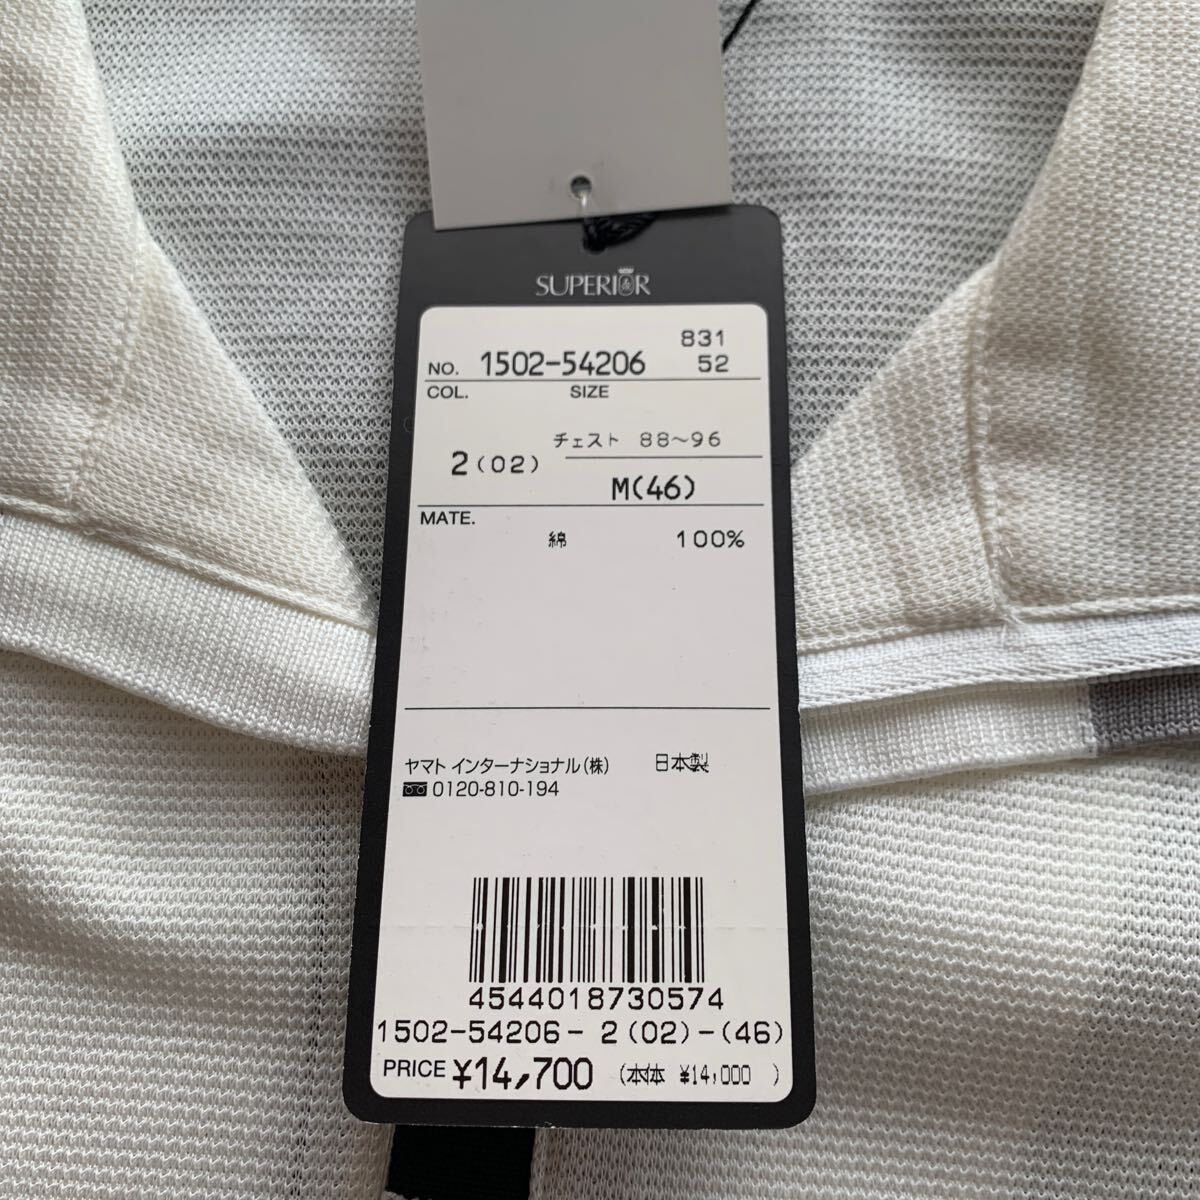 SUPERIOR
831
NO. 1502-54206 52
COL. SIZE
チェスト 88～96
2(02)
M(46)
MATE.
綿 100%
ヤマト インターナショナル(株) 日本製
0120-810-194
4544018730574
1502-54206- 2(02)-(46)
PRICE ¥14,700 (本体 ¥14,000 )